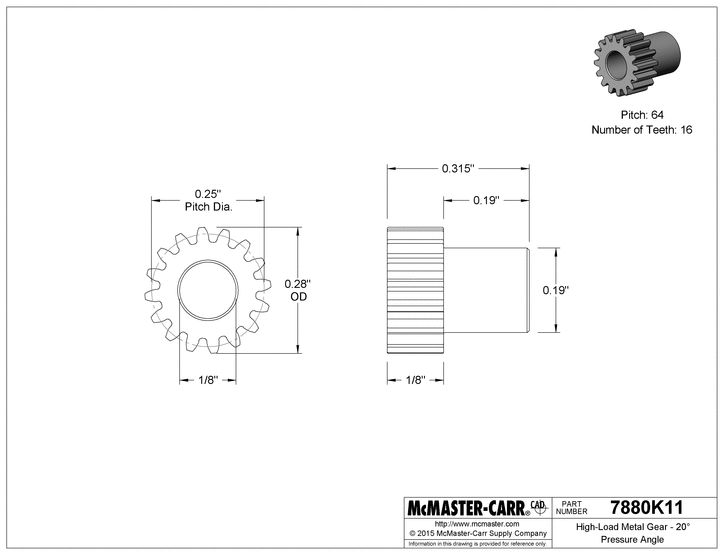 Pitch: 64
Number of Teeth: 16
0.315"
0.25"
Pitch Dia.
0.19"
0.28"
OD
0.19"
1/8"
1/8"
McMASTER-CARR® CAD
PART
NUMBER
7880K11
http://www.mcmaster.com
© 2015 McMaster-Carr Supply Company
Information in this drawing is provided for reference only.
High-Load Metal Gear - 20°
Pressure Angle